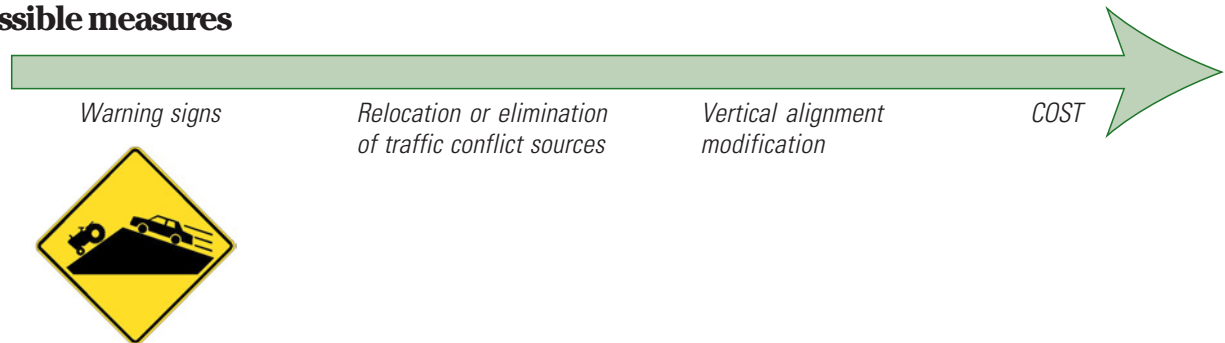 ssible measures
Warning signs
Relocation or elimination
of traffic conflict sources
Vertical alignment
modification
COST